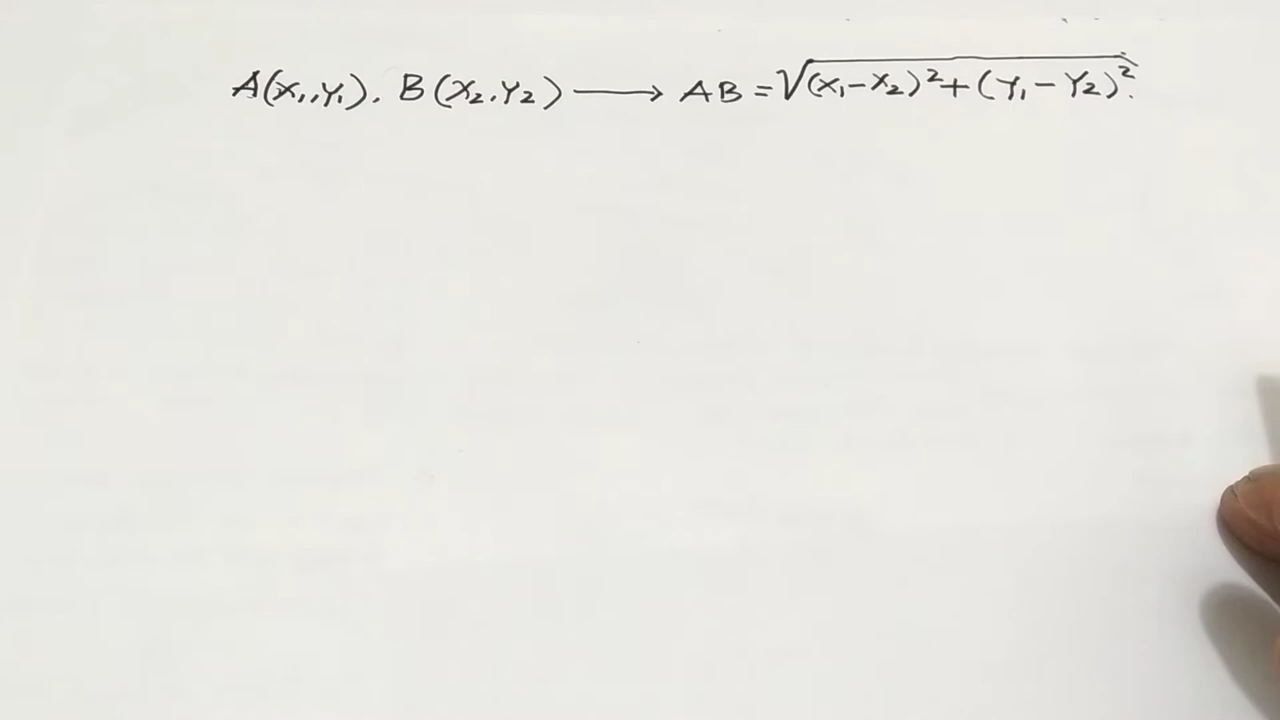 A(x₁,y₁). B(x₂.y₂) ⟶ AB=√(x₁-x₂)²+(y₁-y₂)².